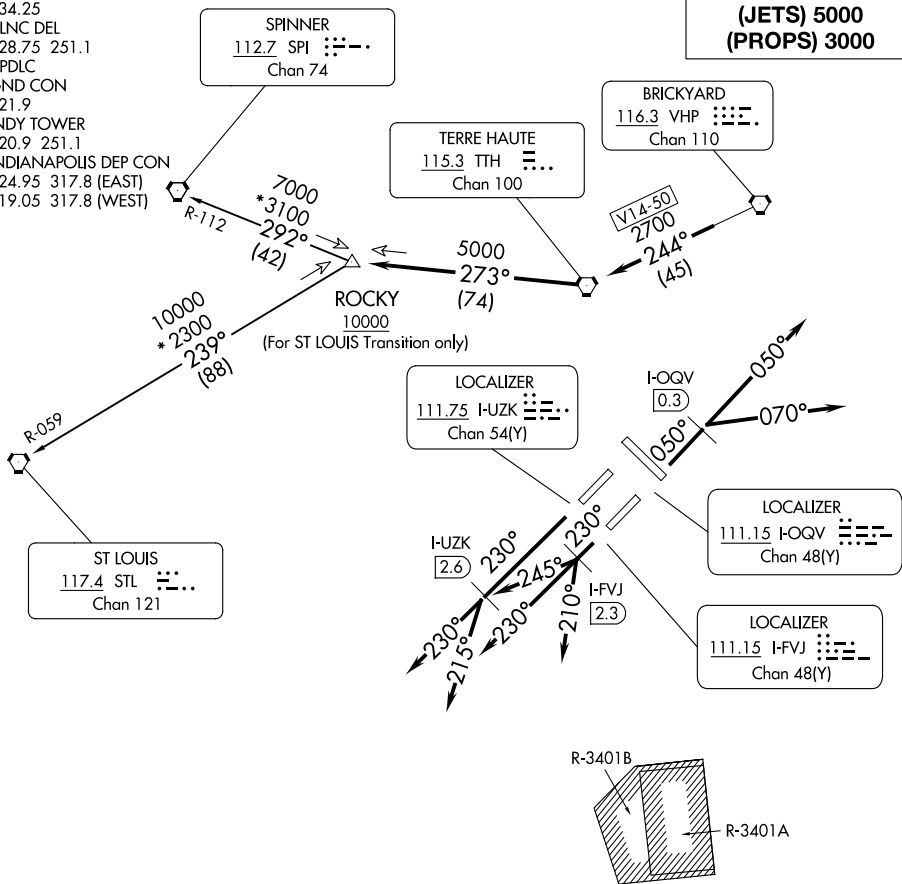 34.25
LNC DEL
28.75 251.1
PDLC
ND CON
21.9
NDY TOWER
20.9 251.1
NDIANAPOLIS DEP CON
24.95 317.8 (EAST)
19.05 317.8 (WEST)
(JETS) 5000
(PROPS) 3000
SPINNER
112.7 SPI
Chan 74
BRICKYARD
116.3 VHP
Chan 110
TERRE HAUTE
115.3 TTH
Chan 100
R-112
7000
*3100
292°
(42)
V14-50
2700
244°
(45)
5000
273°
(74)
ROCKY
10000
(For ST LOUIS Transition only)
10000
*2300
239°
(88)
R-059
ST LOUIS
117.4 STL
Chan 121
LOCALIZER
111.75 I-UZK
Chan 54(Y)
I-OQV
0.3
050°
050°
070°
LOCALIZER
111.15 I-OQV
Chan 48(Y)
I-UZK
2.6
230°
230°
245°
I-FVJ
2.3
230°
215°
230°
210°
LOCALIZER
111.15 I-FVJ
Chan 48(Y)
R-3401B
R-3401A